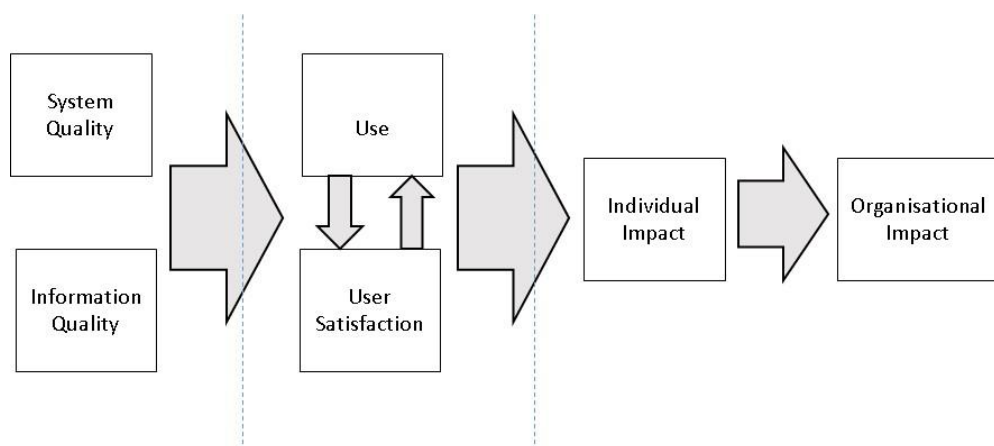 System
Quality
Information
Quality
Use
User
Satisfaction
Individual
Impact
Organisational
Impact